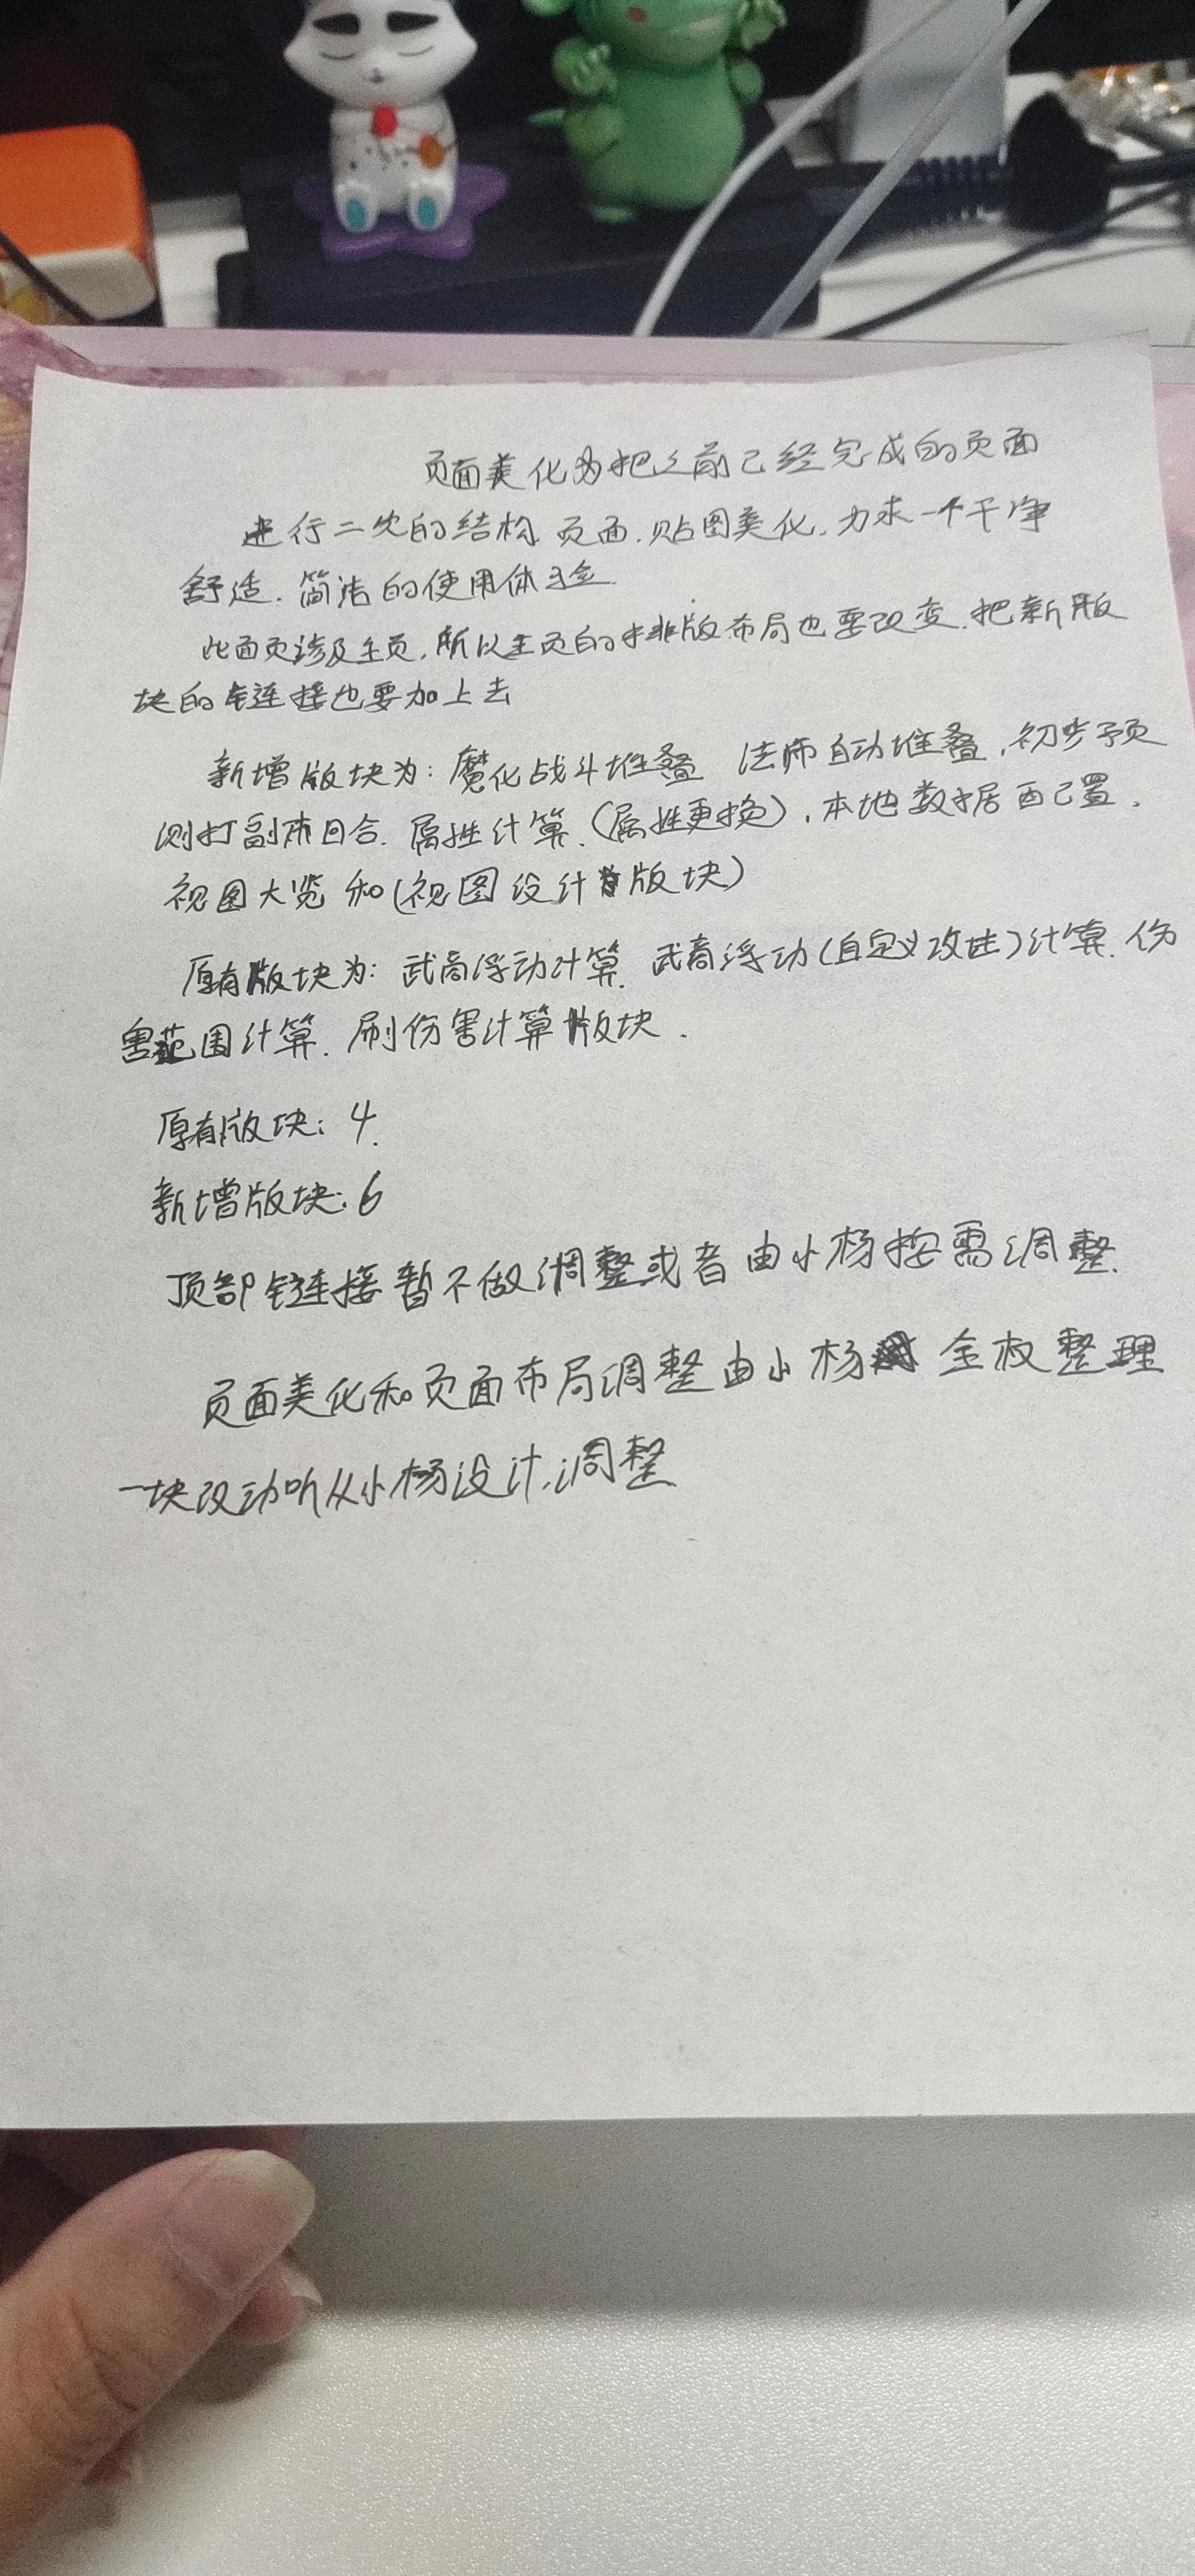 页面美化为把之前已经完成的页面
进行二次的结构、页面、贴图美化,力求一个干净
舒适、简洁的使用体验.
此面页涉及主页,所以主页的排版布局也要改变,把新版
块的链接也要加上去
新增版块为:魔化战斗堆叠 法师自动堆叠,初步预
测打副本回合、属性计算、(属性更换),本地数据配置、
视图大览和(视图设计版块)
原有版块为:武高浮动计算、武高浮动(自定义改进)计算、伤
害范围计算、刷伤害计算版块.
原有版块:4.
新增版块:6
顶部链接暂不做调整或者由小杨按需调整.
页面美化和页面布局调整由小杨 全权整理
一块改动听从小杨设计、调整